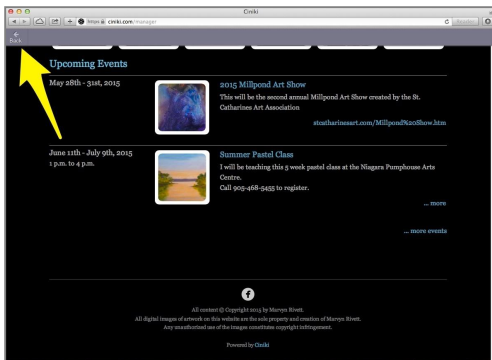 Ciniki
https ciniki.com/manager
Reader
Back
Upcoming Events
May 28th - 31st, 2015
2015 Millpond Art Show
This will be the second annual Millpond Art Show created by the St.
Catharines Art Association
stcatharinesart.com/Millpond%20Show.htm
June 11th - July 9th, 2015
1 p.m. to 4 p.m.
Summer Pastel Class
I will be teaching this 5 week pastel class at the Niagara Pumphouse Arts
Centre.
Call 905-468-5455 to register.
... more
... more events
All content © Copyright 2015 by Marvyn Rivett.
All digital images of artwork on this website are the sole property and creation of Marvyn Rivett.
Any unauthorized use of the images constitutes copyright infringement.
Powered by Ciniki